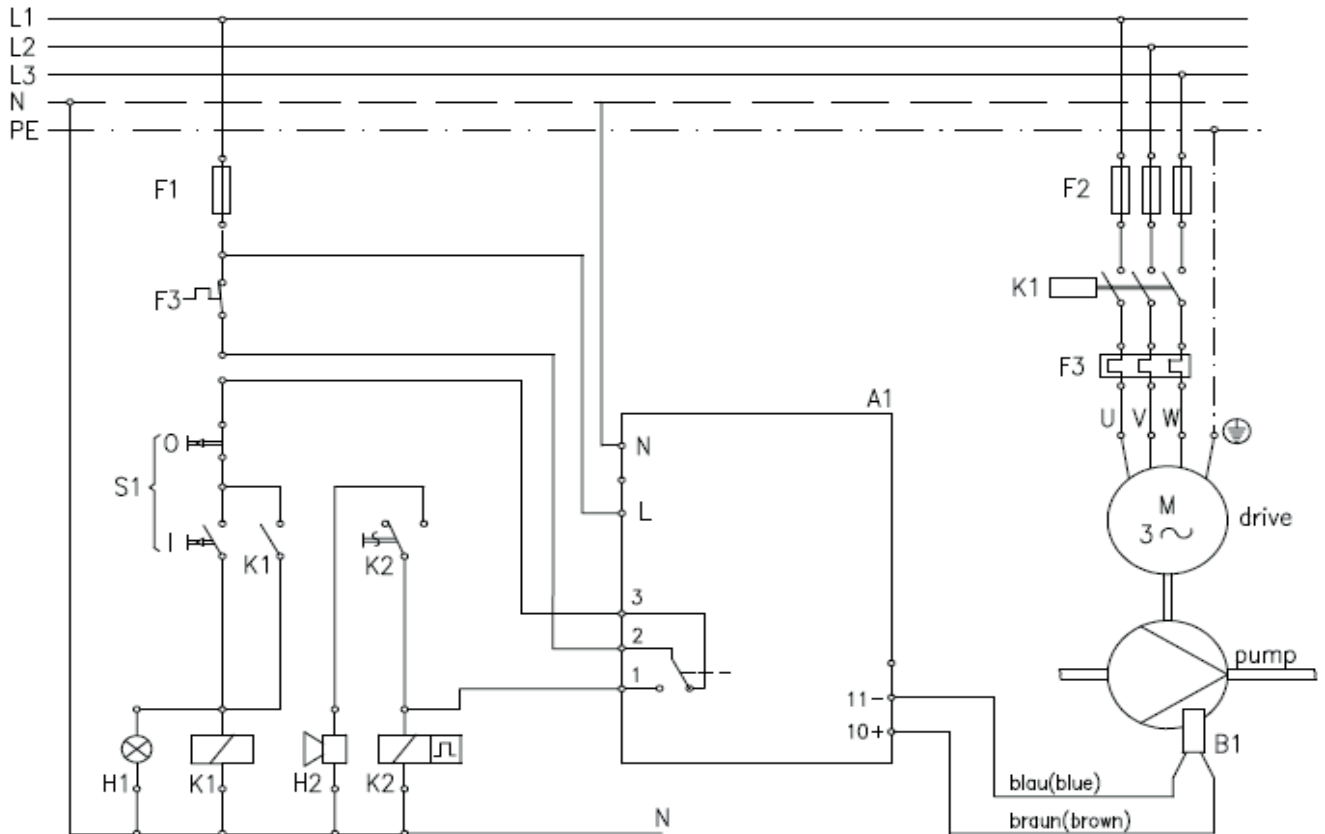 L1
L2
L3
N
PE
F1
F2
F3
K1
F3
A1
U V W
O
N
S1
L
M
3
drive
I
K1
K2
3
2
pump
1
11-
10+
B1
H1
K1
H2
K2
blau(blue)
N
braun(brown)